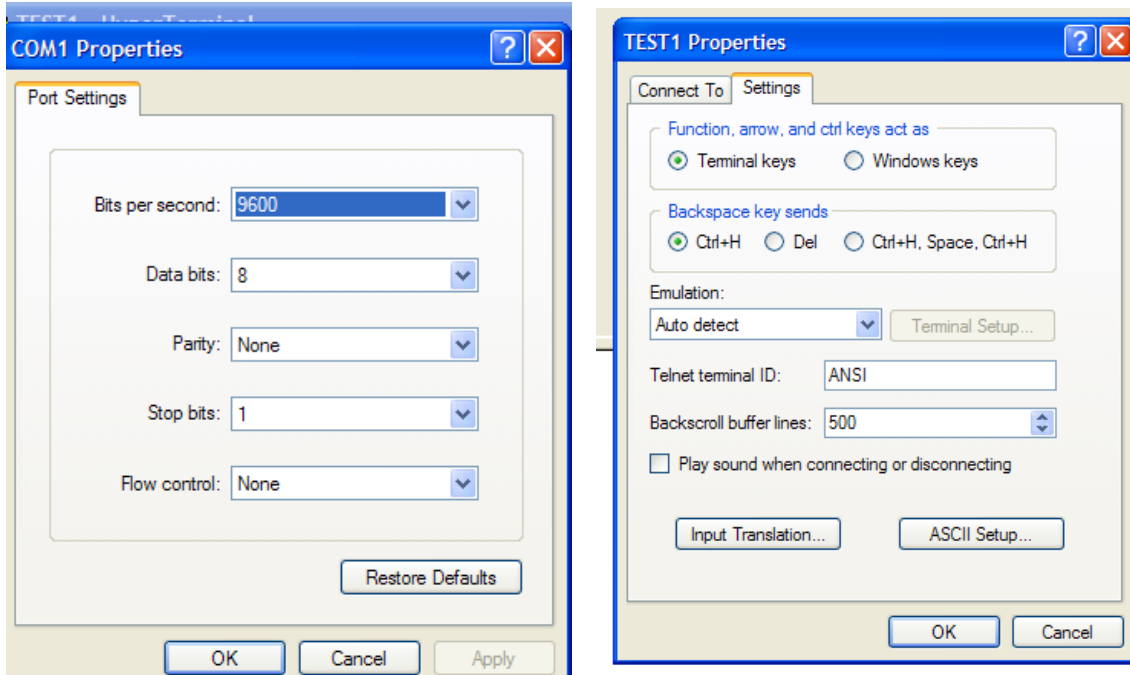 TEST1 - HyperTerminal
COM1 Properties
Port Settings
Bits per second: 9600
Data bits: 8
Parity: None
Stop bits: 1
Flow control: None
Restore Defaults
OK Cancel Apply
TEST1 Properties
Connect To Settings
Function, arrow, and ctrl keys act as
Terminal keys Windows keys
Backspace key sends
Ctrl+H Del Ctrl+H, Space, Ctrl+H
Emulation:
Auto detect Terminal Setup...
Telnet terminal ID: ANSI
Backscroll buffer lines: 500
Play sound when connecting or disconnecting
Input Translation... ASCII Setup...
OK Cancel